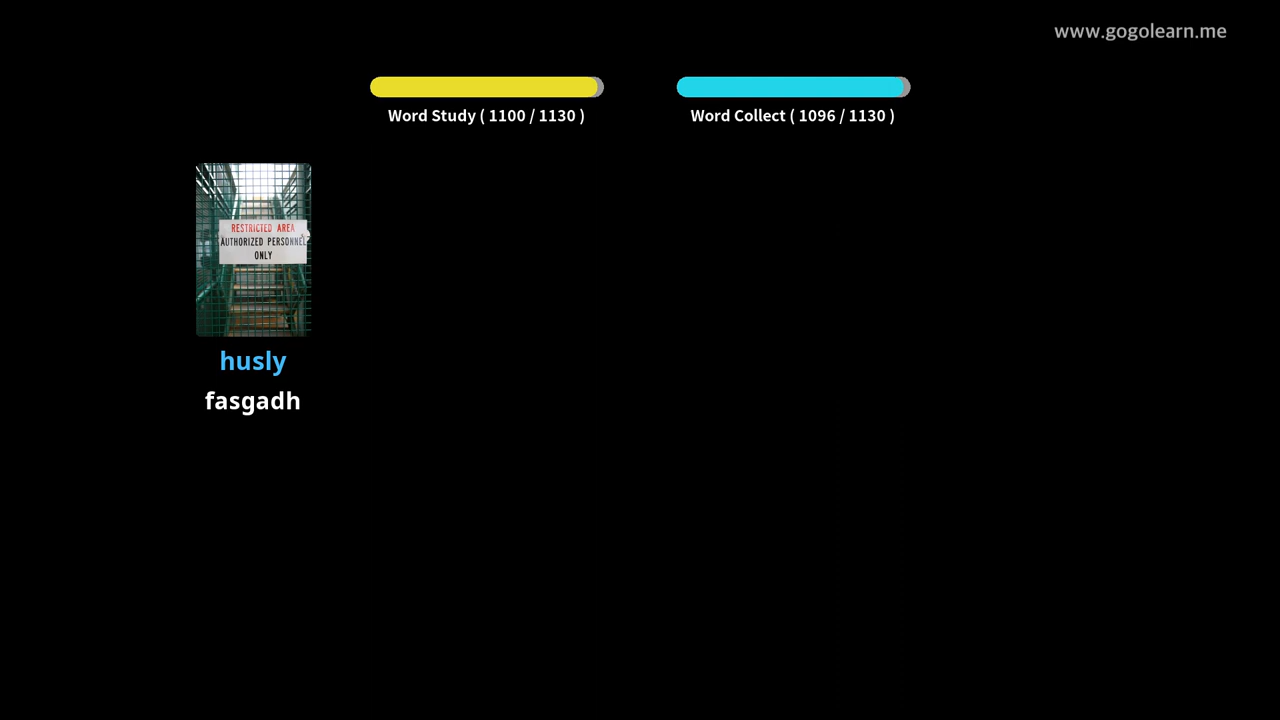 www.gogolearn.me
Word Study ( 1100 / 1130 )
Word Collect ( 1096 / 1130 )
RESTRICTED AREA
AUTHORIZED PERSONNEL
ONLY
husly
fasgadh